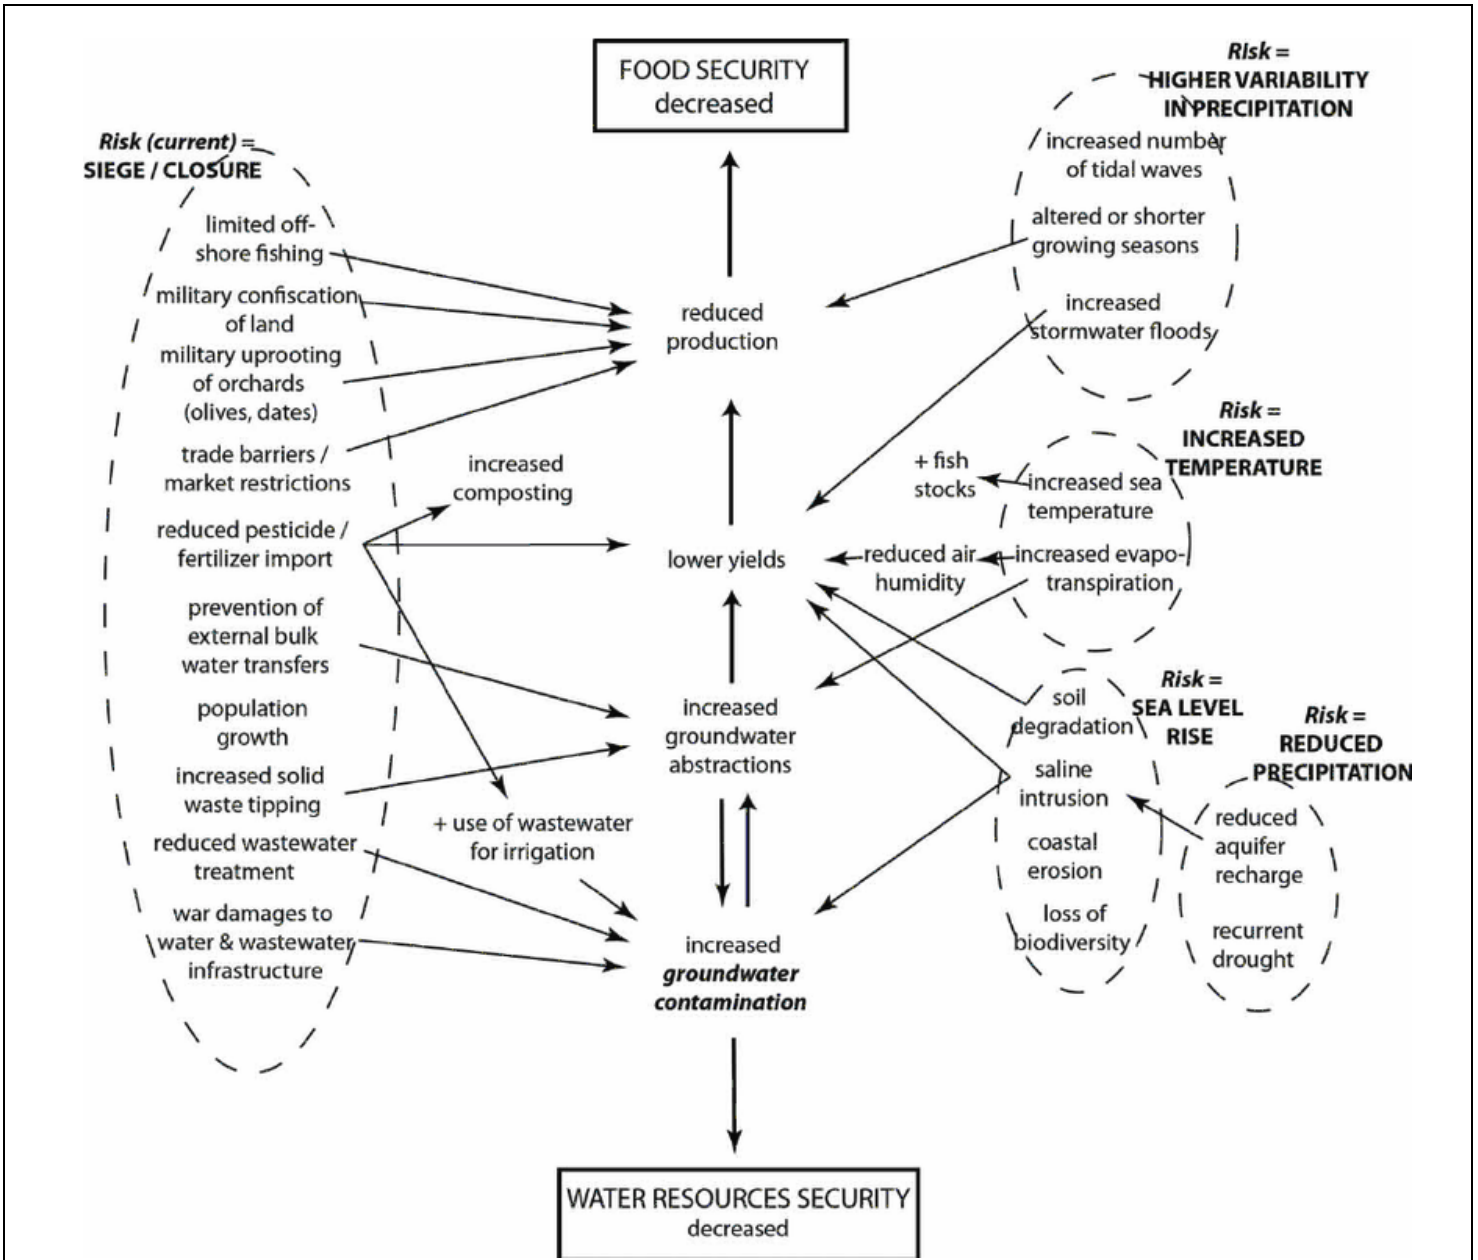 FOOD SECURITY
decreased
Risk (current) =
SIEGE / CLOSURE
limited off-
shore fishing
military confiscation
of land
military uprooting
of orchards
(olives, dates)
trade barriers /
market restrictions
reduced pesticide /
fertilizer import
prevention of
external bulk
water transfers
population
growth
increased solid
waste tipping
reduced wastewater
treatment
war damages to
water & wastewater
infrastructure
increased
composting
+ use of wastewater
for irrigation
reduced
production
lower yields
increased
groundwater
abstractions
increased
groundwater
contamination
RIsk =
HIGHER VARIABILITY
IN PRECIPITATION
increased number
of tidal waves
altered or shorter
growing seasons
increased
stormwater floods
Risk =
INCREASED
TEMPERATURE
+ fish
stocks
increased sea
temperature
reduced air
humidity
increased evapo-
transpiration
Risk =
SEA LEVEL
RISE
soil
degradation
saline
intrusion
coastal
erosion
loss of
biodiversity
Risk =
REDUCED
PRECIPITATION
reduced
aquifer
recharge
recurrent
drought
WATER RESOURCES SECURITY
decreased